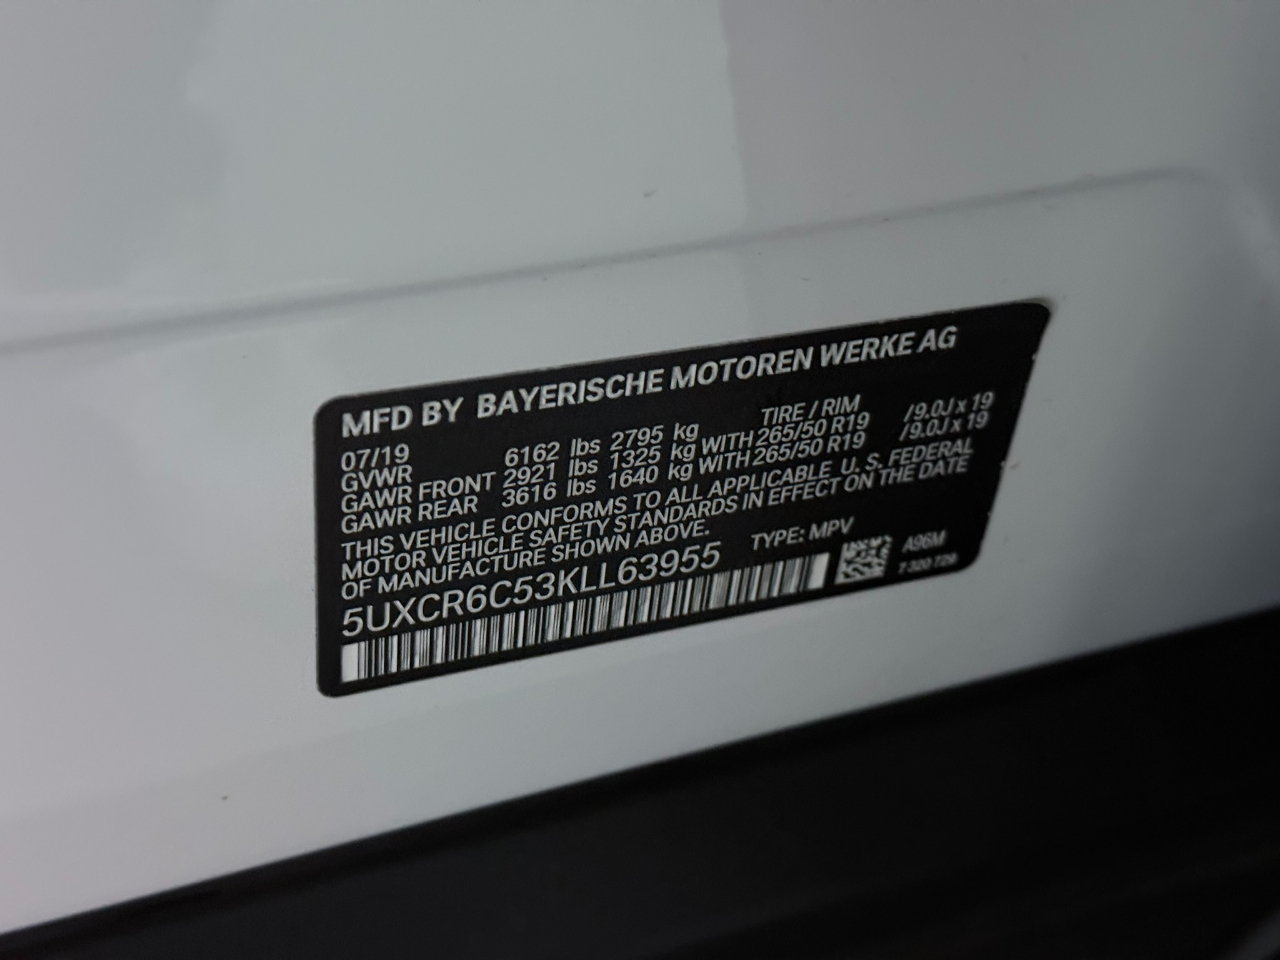 MFD BY BAYERISCHE MOTOREN WERKE AG
07/19 TIRE / RIM
GVWR 6162 lbs 2795 kg
GAWR FRONT 2921 lbs 1325 kg WITH 265/50 R19 /9.0J x 19
GAWR REAR 3616 lbs 1640 kg WITH 265/50 R19 /9.0J x 19
THIS VEHICLE CONFORMS TO ALL APPLICABLE U. S. FEDERAL
MOTOR VEHICLE SAFETY STANDARDS IN EFFECT ON THE DATE
OF MANUFACTURE SHOWN ABOVE.
5UXCR6C53KLL63955 TYPE: MPV
A96M
7 320 726